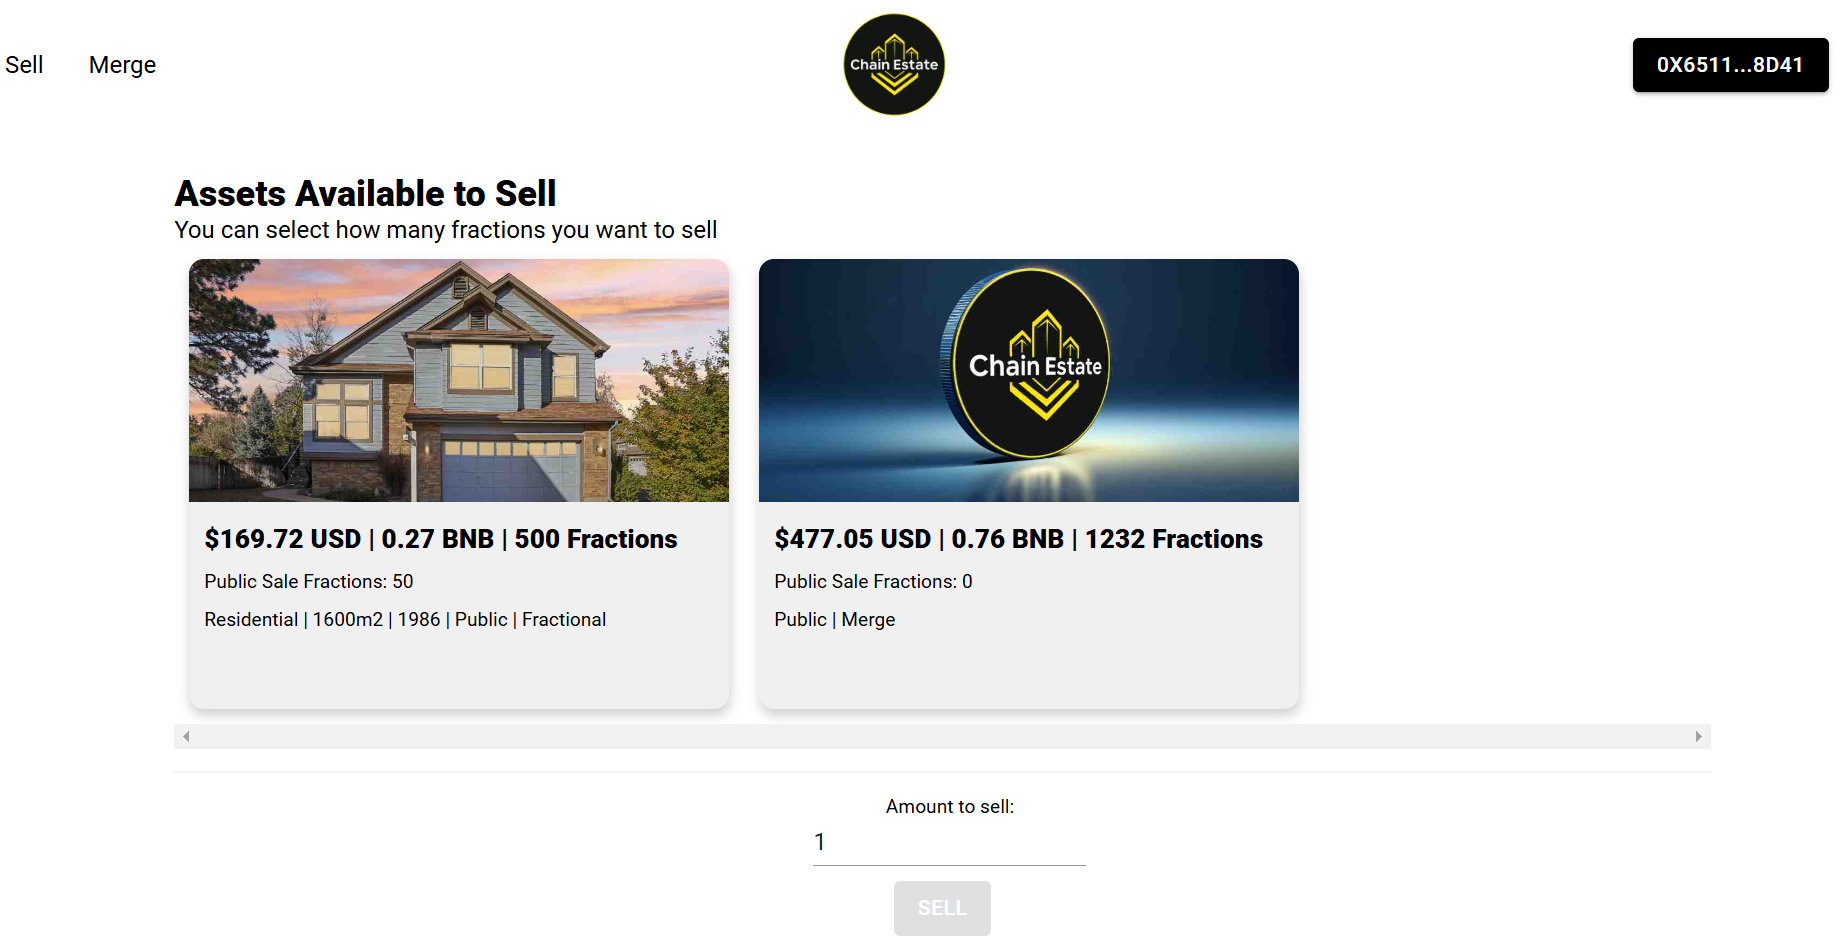 Sell
Merge
Chain Estate
0X6511...8D41
Assets Available to Sell
You can select how many fractions you want to sell
Chain Estate
$169.72 USD | 0.27 BNB | 500 Fractions
Public Sale Fractions: 50
Residential | 1600m2 | 1986 | Public | Fractional
$477.05 USD | 0.76 BNB | 1232 Fractions
Public Sale Fractions: 0
Public | Merge
Amount to sell:
1
SELL